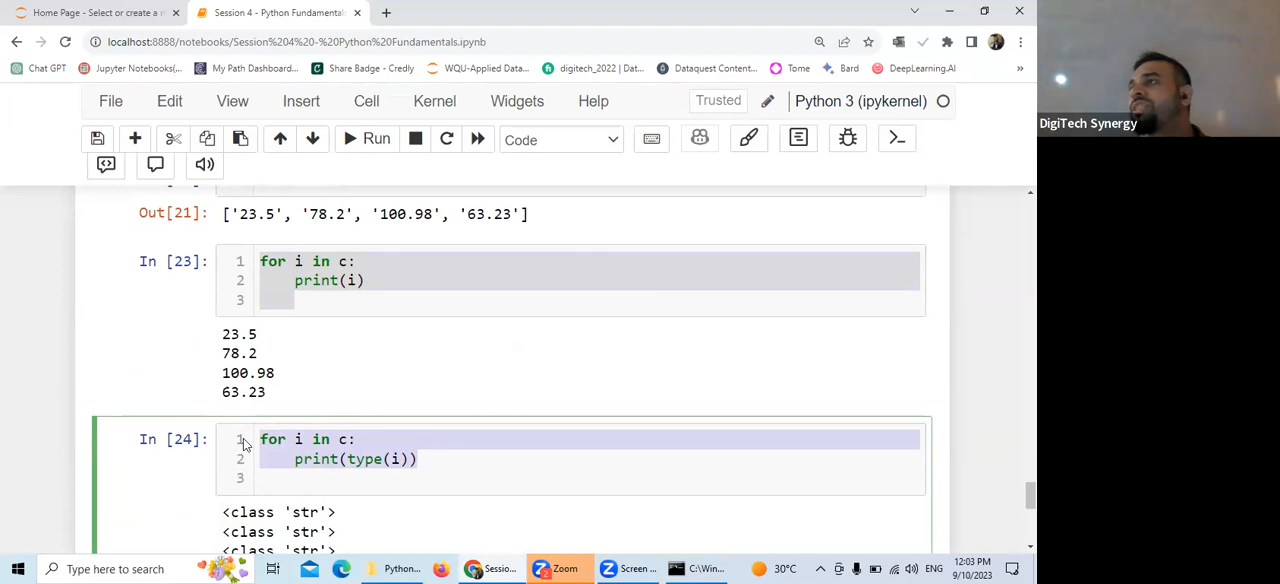 Home Page - Select or create a n
Session 4 - Python Fundamentals
localhost:8888/notebooks/Session%204%20-%20Python%20Fundamentals.ipynb
Chat GPT
Jupyter Notebooks(...
My Path Dashboard...
Share Badge - Credly
WQU-Applied Data...
digitech_2022 | Dat...
Dataquest Content...
Tome
Bard
DeepLearning.AI
»
File Edit View Insert Cell Kernel Widgets Help Trusted Python 3 (ipykernel)
Run Code
DigiTech Synergy
Out[21]: ['23.5', '78.2', '100.98', '63.23']
In [23]: 1 for i in c:
2 print(i)
3
23.5
78.2
100.98
63.23
In [24]: 1 for i in c:
2 print(type(i))
3
<class 'str'>
<class 'str'>
<class 'str'>
Type here to search
Python...
Sessio...
Zoom
Screen ...
C:\Win...
30°C
ENG
12:03 PM
9/10/2023